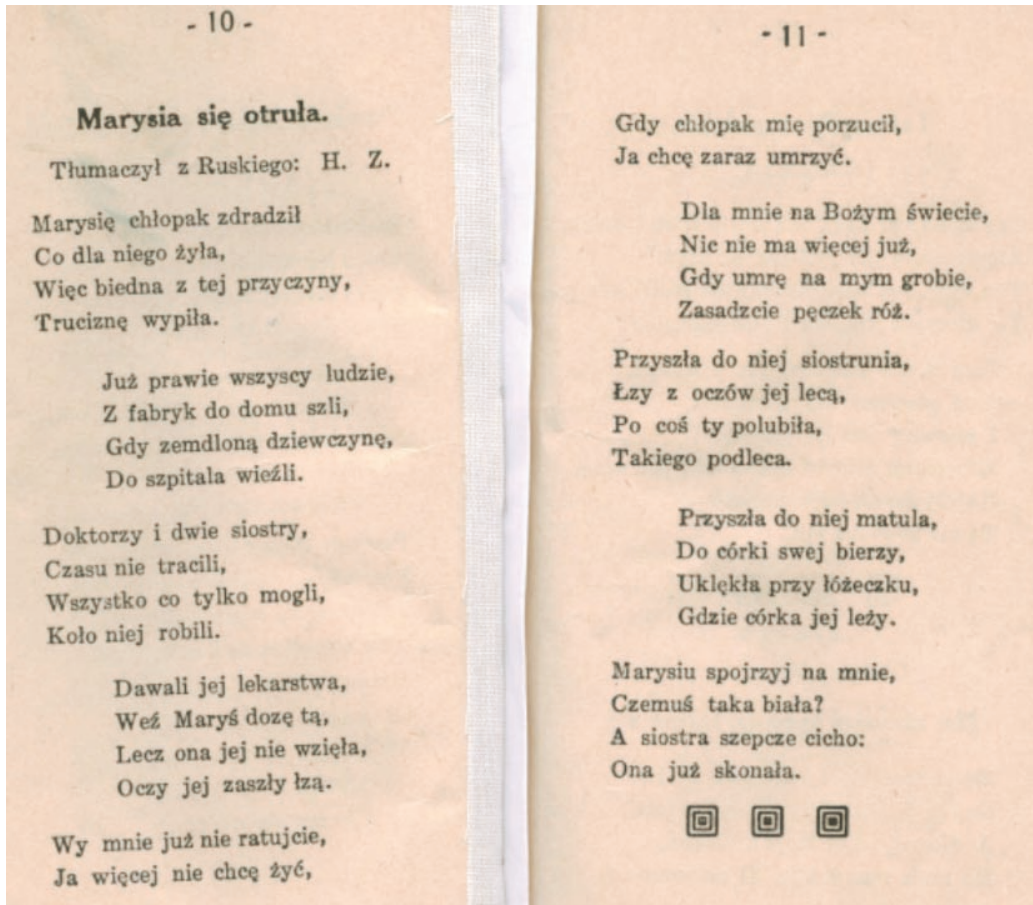 - 10 -
Marysia się otruła.
Tłumaczył z Ruskiego: H. Z.
Marysię chłopak zdradził
Co dla niego żyła,
Więc biedna z tej przyczyny,
Truciznę wypiła.
Już prawie wszyscy ludzie,
Z fabryk do domu szli,
Gdy zemdloną dziewczynę,
Do szpitala wieźli.
Doktorzy i dwie siostry,
Czasu nie tracili,
Wszystko co tylko mogli,
Koło niej robili.
Dawali jej lekarstwa,
Weź Maryś dozę tą,
Lecz ona jej nie wzięła,
Oczy jej zaszły łzą.
Wy mnie już nie ratujcie,
Ja więcej nie chcę żyć,
- 11 -
Gdy chłopak mię porzucił,
Ja chcę zaraz umrzyć.
Dla mnie na Bożym świecie,
Nic nie ma więcej już,
Gdy umrę na mym grobie,
Zasadzcie pęczek róż.
Przyszła do niej siostrunia,
Łzy z oczów jej lecą,
Po coś ty polubiła,
Takiego podleca.
Przyszła do niej matula,
Do córki swej bierzy,
Uklękła przy łóżeczku,
Gdzie córka jej leży.
Marysiu spojrzyj na mnie,
Czemuś taka biała?
A siostra szepcze cicho:
Ona już skonała.